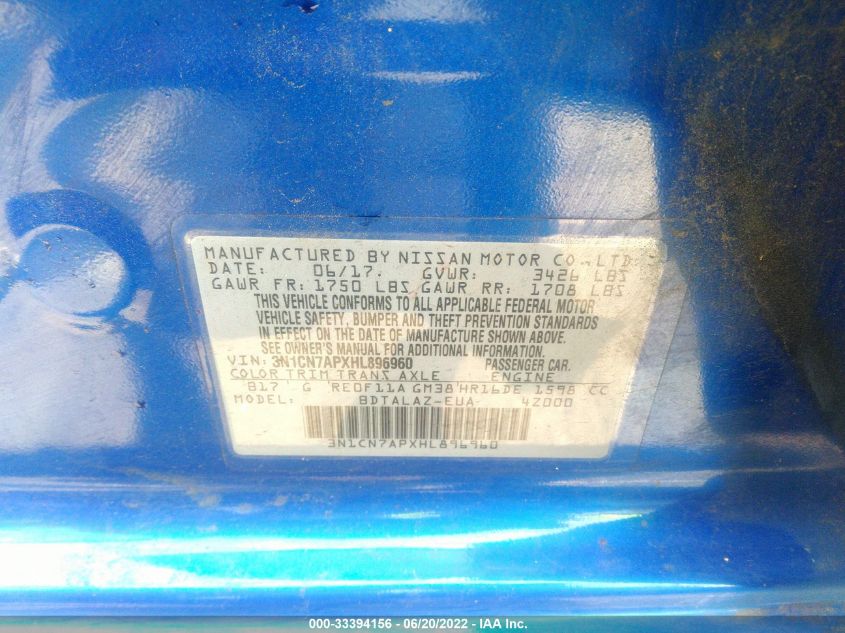 MANUFACTURED BY NISSAN MOTOR CO.,LTD.
DATE: 06/17 GVWR: 3426 LBS
GAWR FR: 1750 LBS GAWR RR: 1708 LBS
THIS VEHICLE CONFORMS TO ALL APPLICABLE FEDERAL MOTOR
VEHICLE SAFETY, BUMPER AND THEFT PREVENTION STANDARDS
IN EFFECT ON THE DATE OF MANUFACTURE SHOWN ABOVE.
SEE OWNER'S MANUAL FOR ADDITIONAL INFORMATION.
VIN: 3N1CN7APXHL896960 PASSENGER CAR.
COLOR TRIM TRANS AXLE ENGINE
B17 G RE0F11A GM38 HR16DE 1598 CC
MODEL: BDTALAZ-EUA 4Z000
3N1CN7APXHL896960
000-33394156 - 06/20/2022 - IAA Inc.